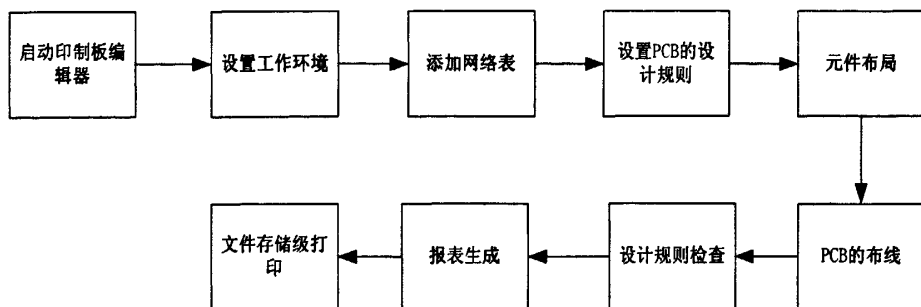 启动印制板编
辑器
设置工作环境
添加网络表
设置PCB的设
计规则
元件布局
PCB的布线
设计规则检查
报表生成
文件存储级打
印